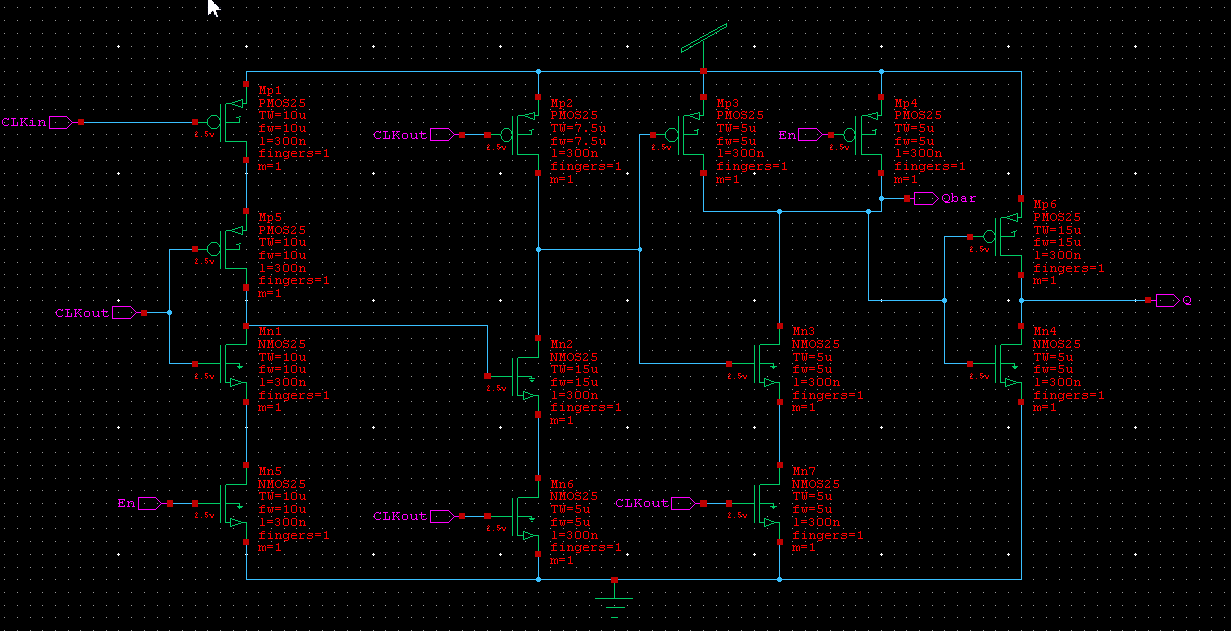 CLKin
Mp1
PMOS25
TW=10u
fw=10u
l=300n
fingers=1
m=1
2.5v
CLKout
Mp2
PMOS25
TW=7.5u
fw=7.5u
l=300n
fingers=1
m=1
2.5v
Mp3
PMOS25
TW=5u
fw=5u
l=300n
fingers=1
m=1
2.5v
En
Mp4
PMOS25
TW=5u
fw=5u
l=300n
fingers=1
m=1
2.5v
Qbar
Mp5
PMOS25
TW=10u
fw=10u
l=300n
fingers=1
m=1
2.5v
Mp6
PMOS25
TW=15u
fw=15u
l=300n
fingers=1
m=1
2.5v
CLKout
Q
Mn1
NMOS25
TW=10u
fw=10u
l=300n
fingers=1
m=1
2.5v
Mn2
NMOS25
TW=15u
fw=15u
l=300n
fingers=1
m=1
2.5v
Mn3
NMOS25
TW=5u
fw=5u
l=300n
fingers=1
m=1
2.5v
Mn4
NMOS25
TW=5u
fw=5u
l=300n
fingers=1
m=1
2.5v
En
Mn5
NMOS25
TW=10u
fw=10u
l=300n
fingers=1
m=1
2.5v
CLKout
Mn6
NMOS25
TW=5u
fw=5u
l=300n
fingers=1
m=1
2.5v
CLKout
Mn7
NMOS25
TW=5u
fw=5u
l=300n
fingers=1
m=1
2.5v